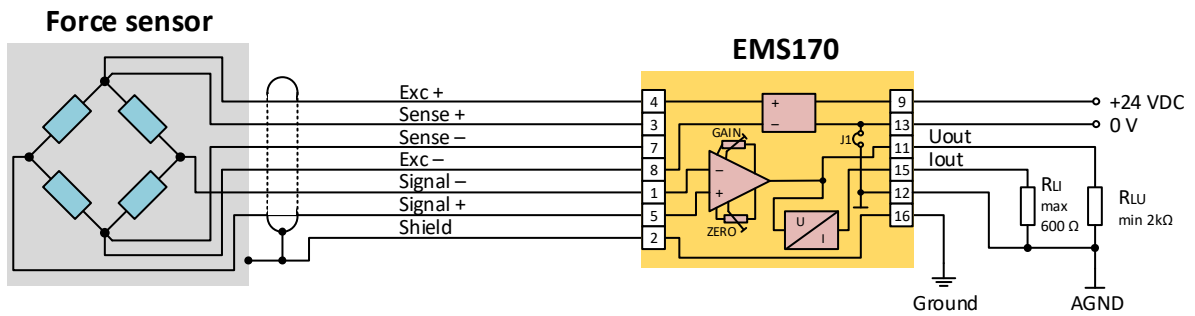 Force sensor
EMS170
Exc +
Sense +
Sense –
Exc –
Signal –
Signal +
Shield
4
3
7
8
1
5
2
+
–
GAIN
–
+
ZERO
U
I
J1
9
13
11
15
12
16
+24 VDC
0 V
Uout
Iout
RLI
max
600 Ω
RLU
min 2kΩ
Ground
AGND